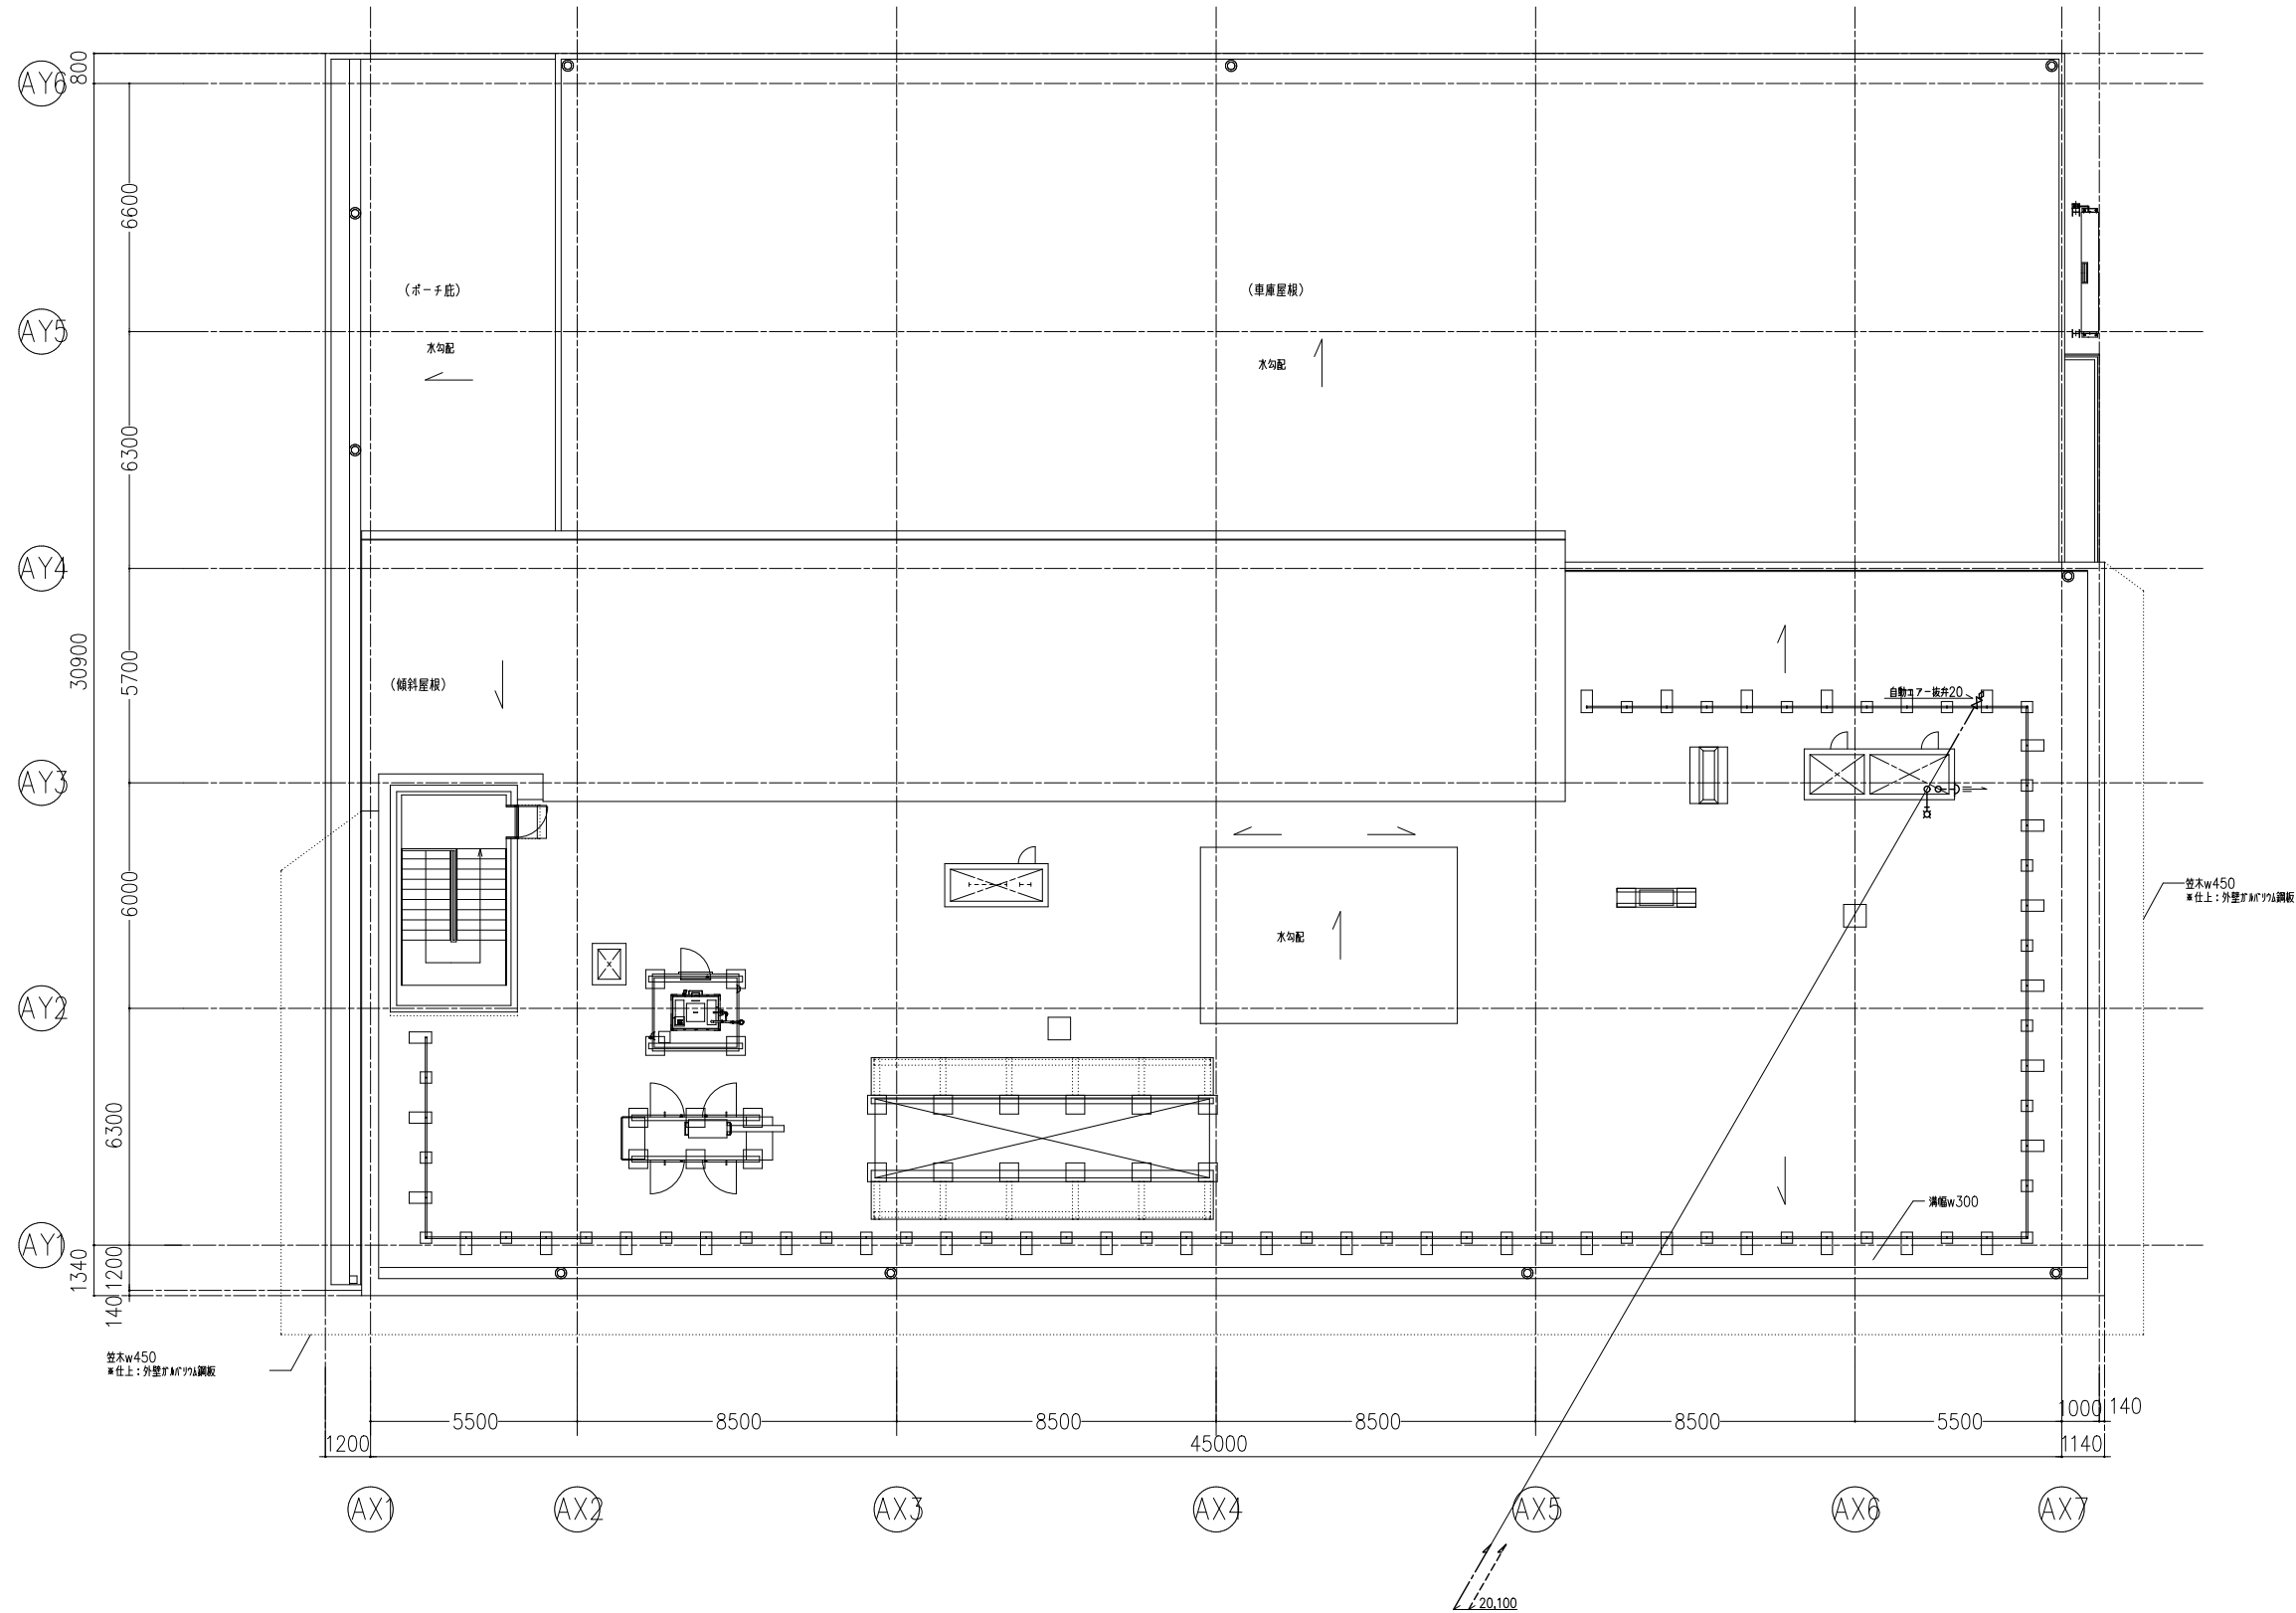 AY6
800
6600
(ポーチ庇)
(車庫屋根)
AY5
水勾配
水勾配
6300
AY4
30900
5700
(傾斜屋根)
自動エアー抜弁20
AY3
6000
笠木w450
※仕上：外壁ガルバリウム鋼板
水勾配
AY2
6300
溝幅w300
AY1
1340
1200
140
笠木w450
※仕上：外壁ガルバリウム鋼板
5500
8500
8500
8500
8500
5500
1000
140
1200
45000
1140
AX1
AX2
AX3
AX4
AX5
AX6
AX7
20,100